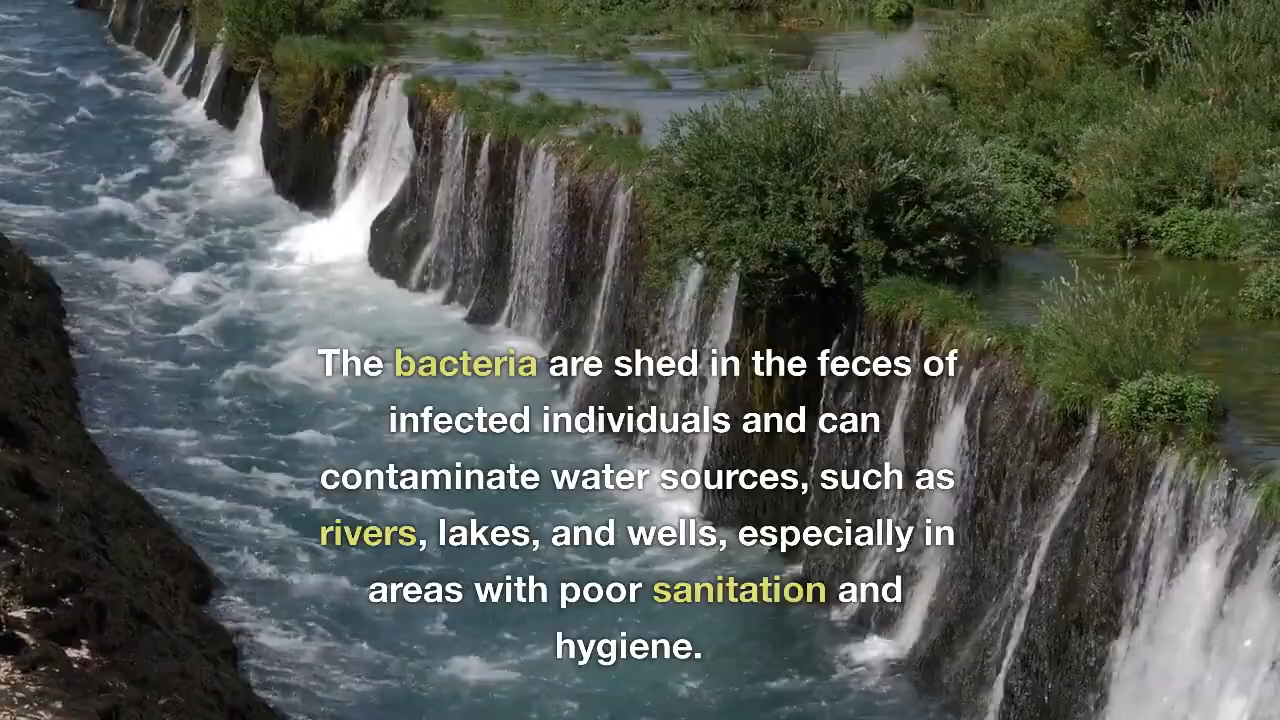 The bacteria are shed in the feces of
infected individuals and can
contaminate water sources, such as
rivers, lakes, and wells, especially in
areas with poor sanitation and
hygiene.